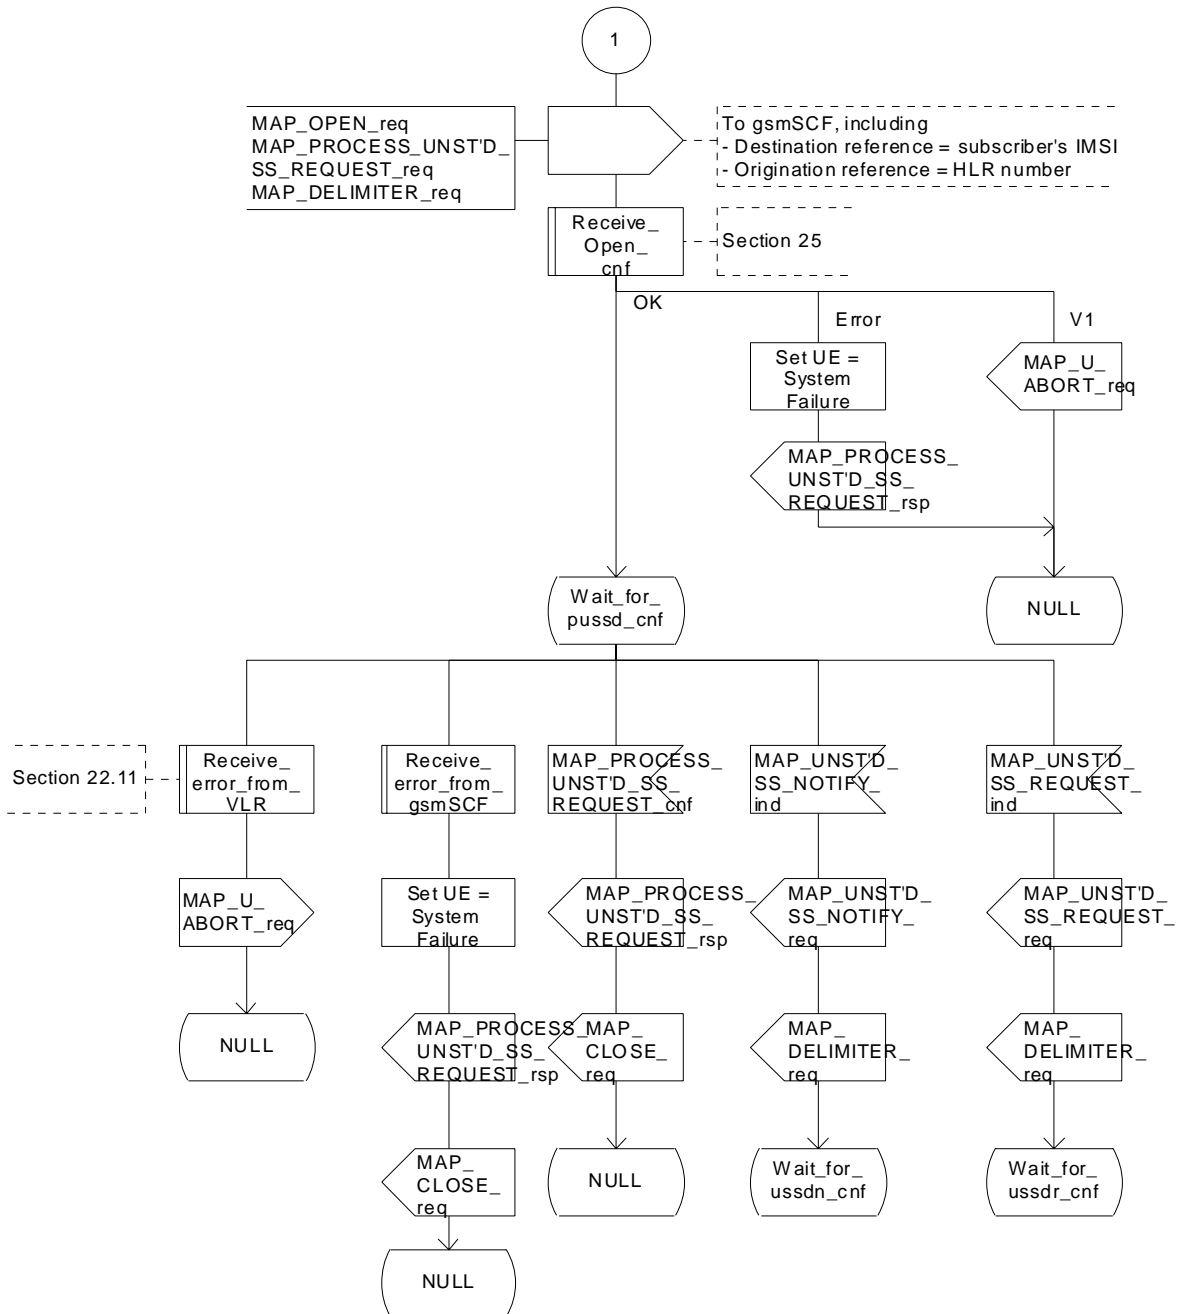 1
MAP_OPEN_req
MAP_PROCESS_UNST'D_
SS_REQUEST_req
MAP_DELIMITER_req
To gsmSCF, including
- Destination reference = subscriber's IMSI
- Origination reference = HLR number
Receive_
Open_
cnf
Section 25
OK
Error
V1
Set UE =
System
Failure
MAP_U_
ABORT_req
MAP_PROCESS_
UNST'D_SS_
REQUEST_rsp
Wait_for_
pussd_cnf
NULL
Section 22.11
Receive_
error_from_
VLR
Receive_
error_from_
gsmSCF
MAP_PROCESS_
UNST'D_SS_
REQUEST_cnf
MAP_UNST'D_
SS_NOTIFY_
ind
MAP_UNST'D_
SS_REQUEST_
ind
MAP_U_
ABORT_req
Set UE =
System
Failure
MAP_PROCESS_
UNST'D_SS_
REQUEST_rsp
MAP_UNST'D_
SS_NOTIFY_
req
MAP_UNST'D_
SS_REQUEST_
req
NULL
MAP_PROCESS_
UNST'D_SS_
REQUEST_rsp
MAP_
CLOSE_
req
MAP_
DELIMITER_
req
MAP_
DELIMITER_
req
MAP_
CLOSE_
req
NULL
Wait_for_
ussdn_cnf
Wait_for_
ussdr_cnf
NULL